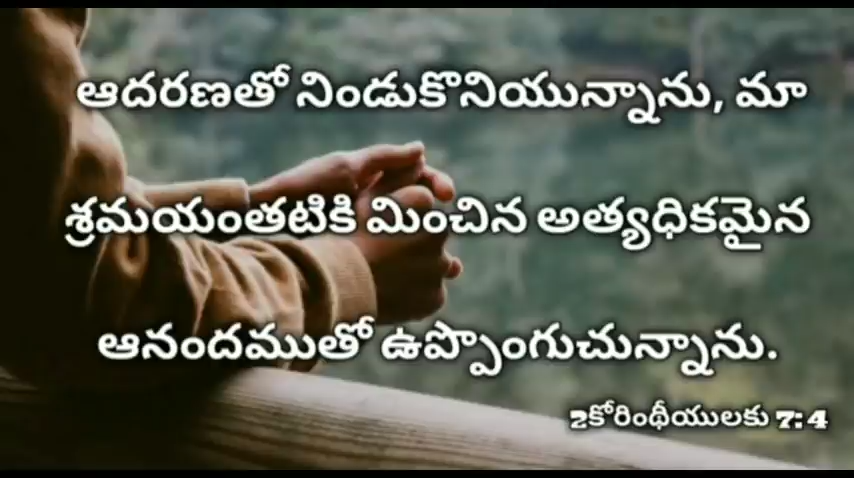 ఆదరణతో నిండుకొనియున్నాను, మా
శ్రమయంతటికి మించిన అత్యధికమైన
ఆనందముతో ఉప్పొంగుచున్నాను.
2కోరింథీయులకు 7:4